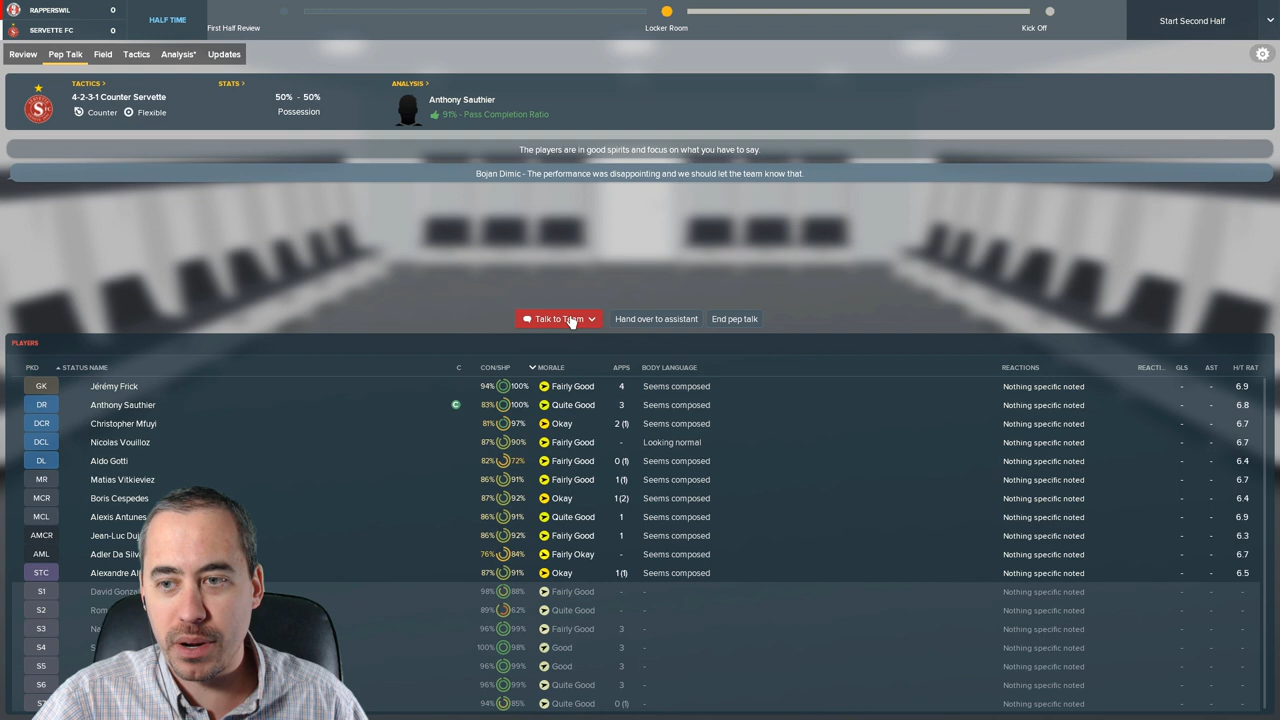 RAPPERSWIL 0
SERVETTE FC 0
HALF TIME
First Half Review
Locker Room
Kick Off
Start Second Half
Review Pep Talk Field Tactics Analysis* Updates
TACTICS >
4-2-3-1 Counter Servette
Counter Flexible
STATS >
50% - 50%
Possession
ANALYSIS >
Anthony Sauthier
91% - Pass Completion Ratio
The players are in good spirits and focus on what you have to say.
Bojan Dimic - The performance was disappointing and we should let the team know that.
Talk to Hand over to assistant End pep talk
PLAYERS
PKD STATUS NAME C CON/SHP MORALE APPS BODY LANGUAGE REACTIONS REACTI... GLS AST H/T RAT
GK Jérémy Frick 94% 100% Fairly Good 4 Seems composed Nothing specific noted - - 6.9
DR Anthony Sauthier C 83% 100% Quite Good 3 Seems composed Nothing specific noted - - 6.8
DCR Christopher Mfuyi 81% 97% Okay 2 (1) Seems composed Nothing specific noted - - 6.7
DCL Nicolas Vouilloz 87% 90% Fairly Good - Looking normal Nothing specific noted - - 6.7
DL Aldo Gotti 82% 72% Fairly Good 0 (1) Seems composed Nothing specific noted - - 6.4
MR Matias Vitkieviez 86% 91% Fairly Good 1 (1) Seems composed Nothing specific noted - - 6.7
MCR Boris Cespedes 87% 92% Okay 1 (2) Seems composed Nothing specific noted - - 6.4
MCL Alexis Antunes 86% 91% Quite Good 1 Seems composed Nothing specific noted - - 6.9
AMCR Jean-Luc Du 86% 92% Fairly Good 1 Seems composed Nothing specific noted - - 6.3
AML Adler Da Silv 76% 84% Fairly Okay - Seems composed Nothing specific noted - - 6.7
STC Alexandre Al 87% 91% Okay 1 (1) Seems composed Nothing specific noted - - 6.5
S1 David Gonza 98% 88% Fairly Good - - Nothing specific noted - - -
S2 Rom 89% 62% Quite Good - - Nothing specific noted - - -
S3 Ne 96% 99% Fairly Good 3 - Nothing specific noted - - -
S4 S 100% 98% Good 3 - Nothing specific noted - - -
S5 96% 99% Good 3 - Nothing specific noted - - -
S6 96% 99% Quite Good 3 - Nothing specific noted - - -
94% 85% Quite Good 0 (1) - Nothing specific noted - - -